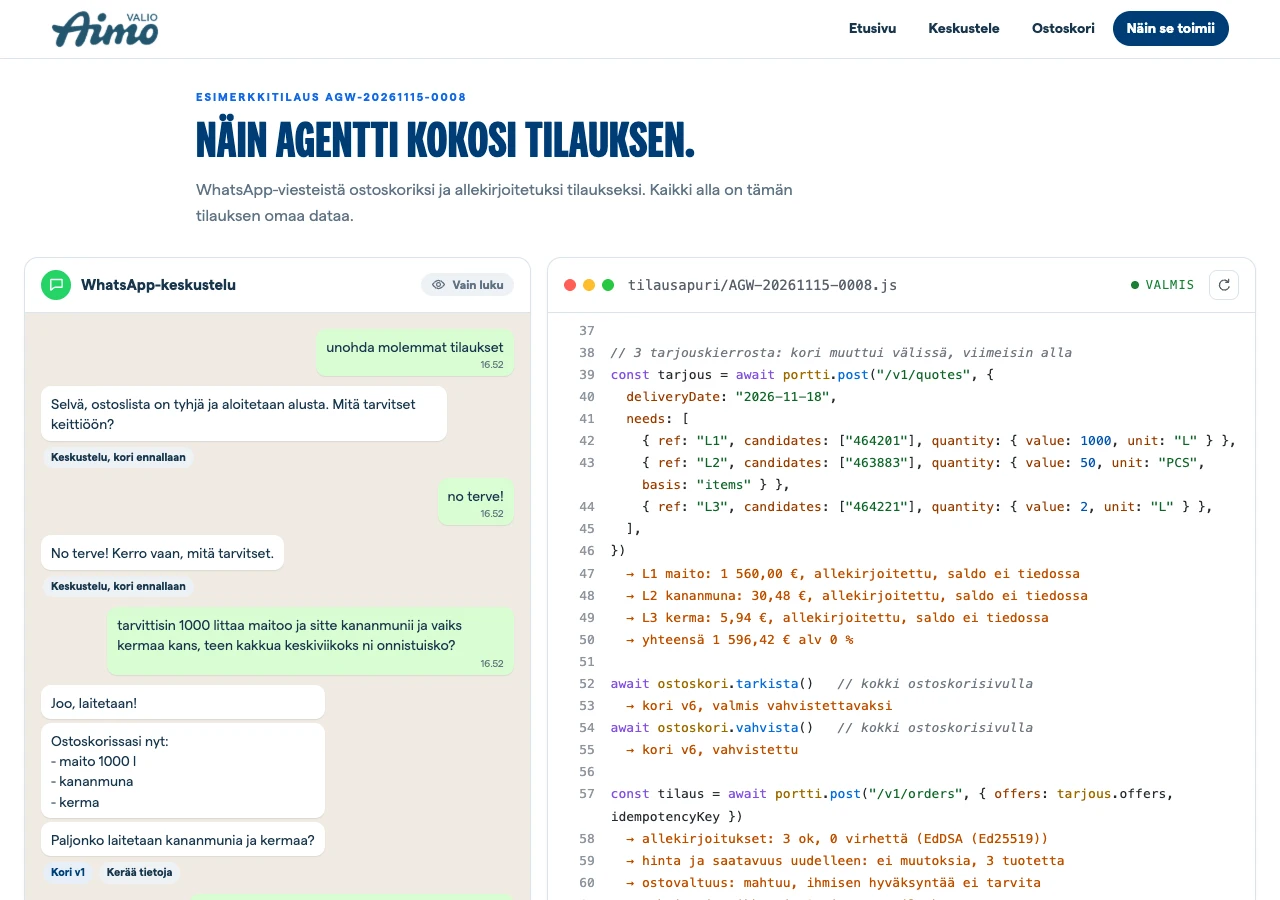 VALIO
Aimo
Etusivu
Keskustele
Ostoskori
Näin se toimii
ESIMERKKITILAUS AGW-20261115-0008
NÄIN AGENTTI KOKOSI TILAUKSEN.
WhatsApp-viesteistä ostoskoriksi ja allekirjoitetuksi tilaukseksi. Kaikki alla on tämän
tilauksen omaa dataa.
WhatsApp-keskustelu
Vain luku
unohda molemmat tilaukset
16.52
Selvä, ostoslista on tyhjä ja aloitetaan alusta. Mitä tarvitset
keittiöön?
Keskustelu, kori ennallaan
no terve!
16.52
No terve! Kerro vaan, mitä tarvitset.
Keskustelu, kori ennallaan
tarvittisin 1000 littaa maitoo ja sitte kananmunii ja vaiks
kermaa kans, teen kakkua keskiviikoks ni onnistuisko?
16.52
Joo, laitetaan!
Ostoskorissasi nyt:
- maito 1000 l
- kananmuna
- kerma
Paljonko laitetaan kananmunia ja kermaa?
Kori v1
Kerää tietoja
tilausapuri/AGW-20261115-0008.js
VALMIS
37
38 // 3 tarjouskierrosta: kori muuttui välissä, viimeisin alla
39 const tarjous = await portti.post("/v1/quotes", {
40 deliveryDate: "2026-11-18",
41 needs: [
42 { ref: "L1", candidates: ["464201"], quantity: { value: 1000, unit: "L" } },
43 { ref: "L2", candidates: ["463883"], quantity: { value: 50, unit: "PCS",
basis: "items" } },
44 { ref: "L3", candidates: ["464221"], quantity: { value: 2, unit: "L" } },
45 ],
46 })
47 → L1 maito: 1 560,00 €, allekirjoitettu, saldo ei tiedossa
48 → L2 kananmuna: 30,48 €, allekirjoitettu, saldo ei tiedossa
49 → L3 kerma: 5,94 €, allekirjoitettu, saldo ei tiedossa
50 → yhteensä 1 596,42 € alv 0 %
51
52 await ostoskori.tarkista() // kokki ostoskorisivulla
53 → kori v6, valmis vahvistettavaksi
54 await ostoskori.vahvista() // kokki ostoskorisivulla
55 → kori v6, vahvistettu
56
57 const tilaus = await portti.post("/v1/orders", { offers: tarjous.offers,
idempotencyKey })
58 → allekirjoitukset: 3 ok, 0 virhettä (EdDSA (Ed25519))
59 → hinta ja saatavuus uudelleen: ei muutoksia, 3 tuotetta
60 → ostovaltuus: mahtuu, ihmisen hyväksyntää ei tarvita